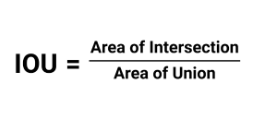 IOU = Area of Intersection
Area of Union